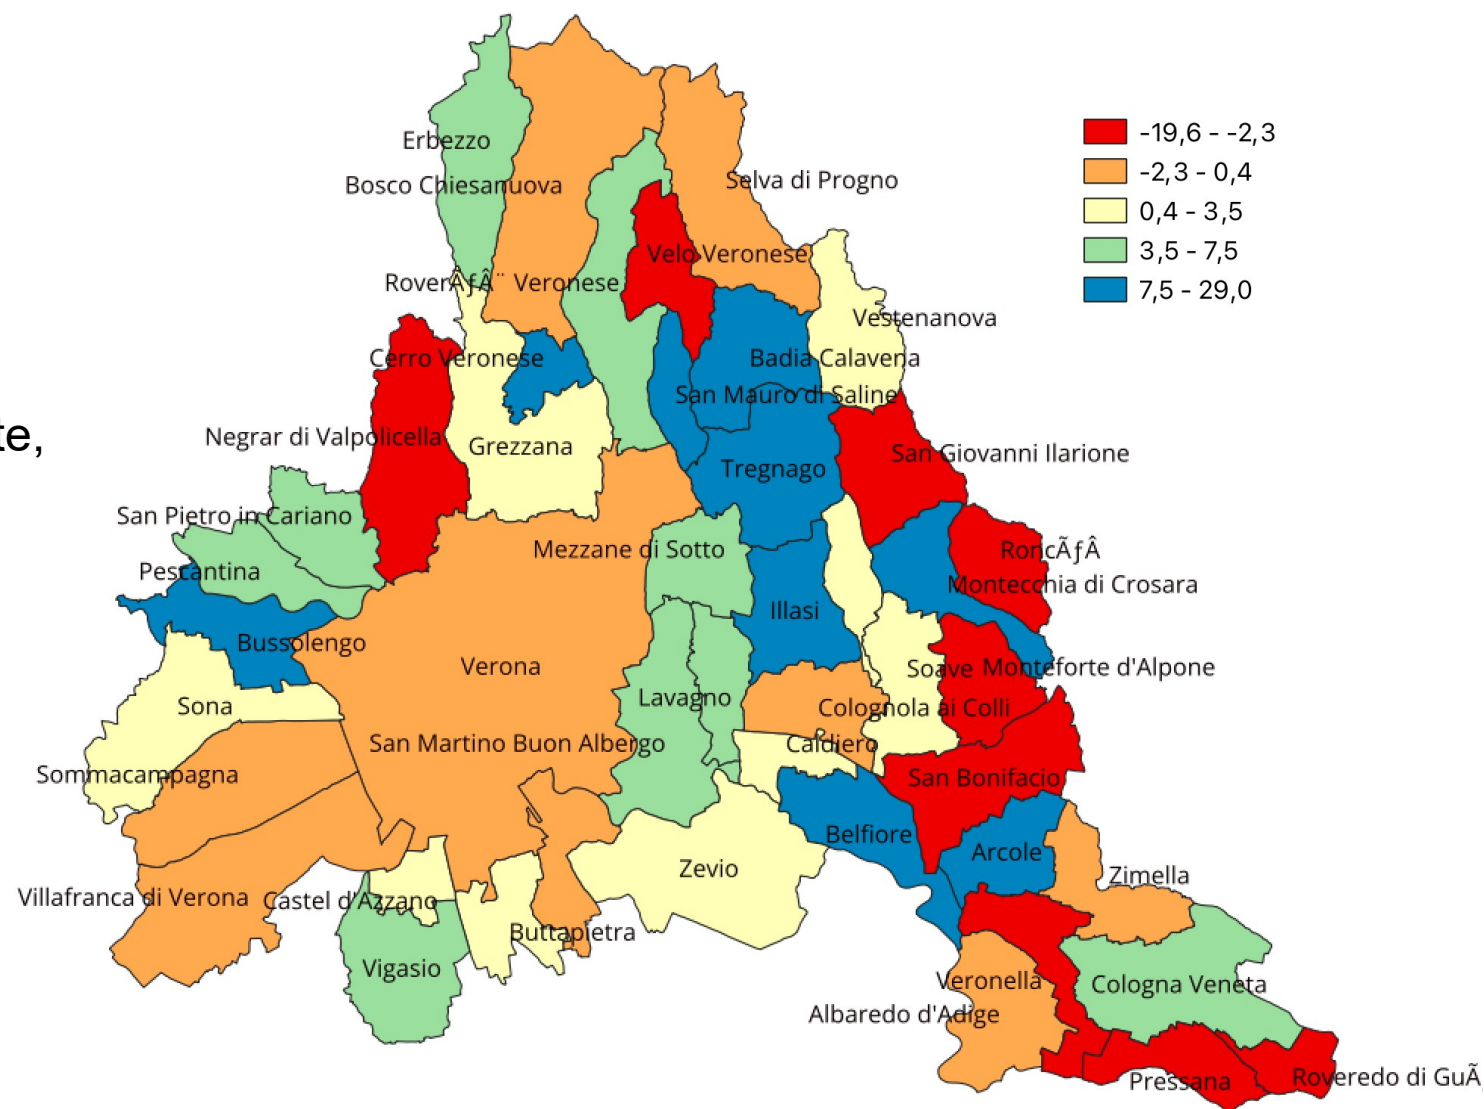 Erbezzo
Bosco Chiesanuova
Selva di Progno
Velo Veronese
RoverÃƒÂ¨ Veronese
Vestenanova
Cerro Veronese
Badia Calavena
San Mauro di Saline
te,
Negrar di Valpolicella
Grezzana
San Giovanni Ilarione
Tregnago
San Pietro in Cariano
Mezzane di Sotto
RoncÃƒÂ
Pescantina
Montecchia di Crosara
Illasi
Bussolengo
Verona
Soave
Monteforte d'Alpone
Sona
Lavagno
Colognola ai Colli
San Martino Buon Albergo
Caldiero
Sommacampagna
San Bonifacio
Belfiore
Arcole
Zevio
Zimella
Villafranca di Verona
Castel d'Azzano
Buttapietra
Vigasio
Veronella
Cologna Veneta
Albaredo d'Adige
Pressana
Roveredo di GuÃ
-19,6 - -2,3
-2,3 - 0,4
0,4 - 3,5
3,5 - 7,5
7,5 - 29,0